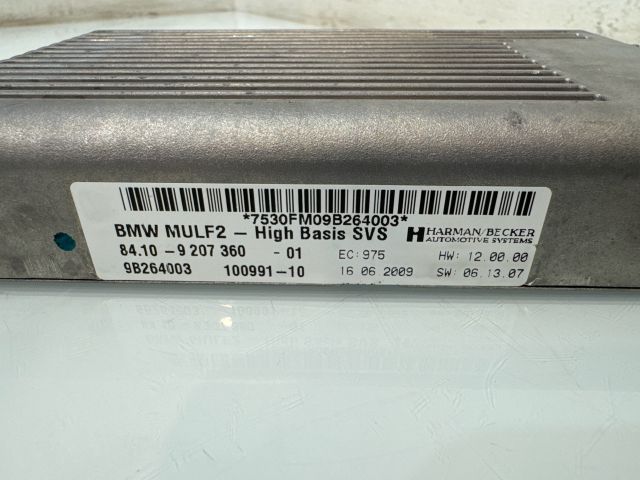 *7530FM09B264003*
BMW MULF2 – High Basis SVS
HARMAN/BECKER
AUTOMOTIVE SYSTEMS
84.10 - 9 207 360 - 01
EC: 975
HW: 12.00.00
9B264003 100991-10
16 06 2009
SW: 06.13.07